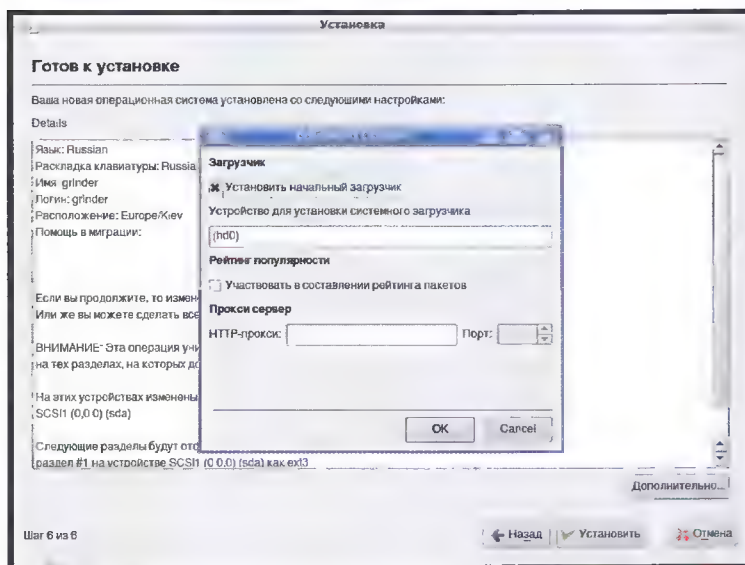 Установка
Готов к установке
Ваша новая операционная система установлена со следующими настройками:
Details
Язык: Russian
Раскладка клавиатуры: Russia
Имя grinder
Логин: grinder
Расположение: Europe/Kiev
Помощь в миграции:
Если вы продолжите, то измен
Или же вы можете сделать все
ВНИМАНИЕ: Эта операция уни
на тех разделах, на которых до
На этих устройствах изменены
SCSI1 (0,0 0) (sda)
Следующие разделы будут отф
раздел #1 на устройстве SCSI1 (0 0.0) (sda) как ext3
Загрузчик
Установить начальный загрузчик
Устройство для установки системного загрузчика
(hd0)
Рейтинг популярности
Участвовать в составлении рейтинга пакетов
Прокси сервер
HTTP-прокси:
Порт:
OK
Cancel
Дополнительно...
Шаг 6 из 6
Назад
Установить
Отмена